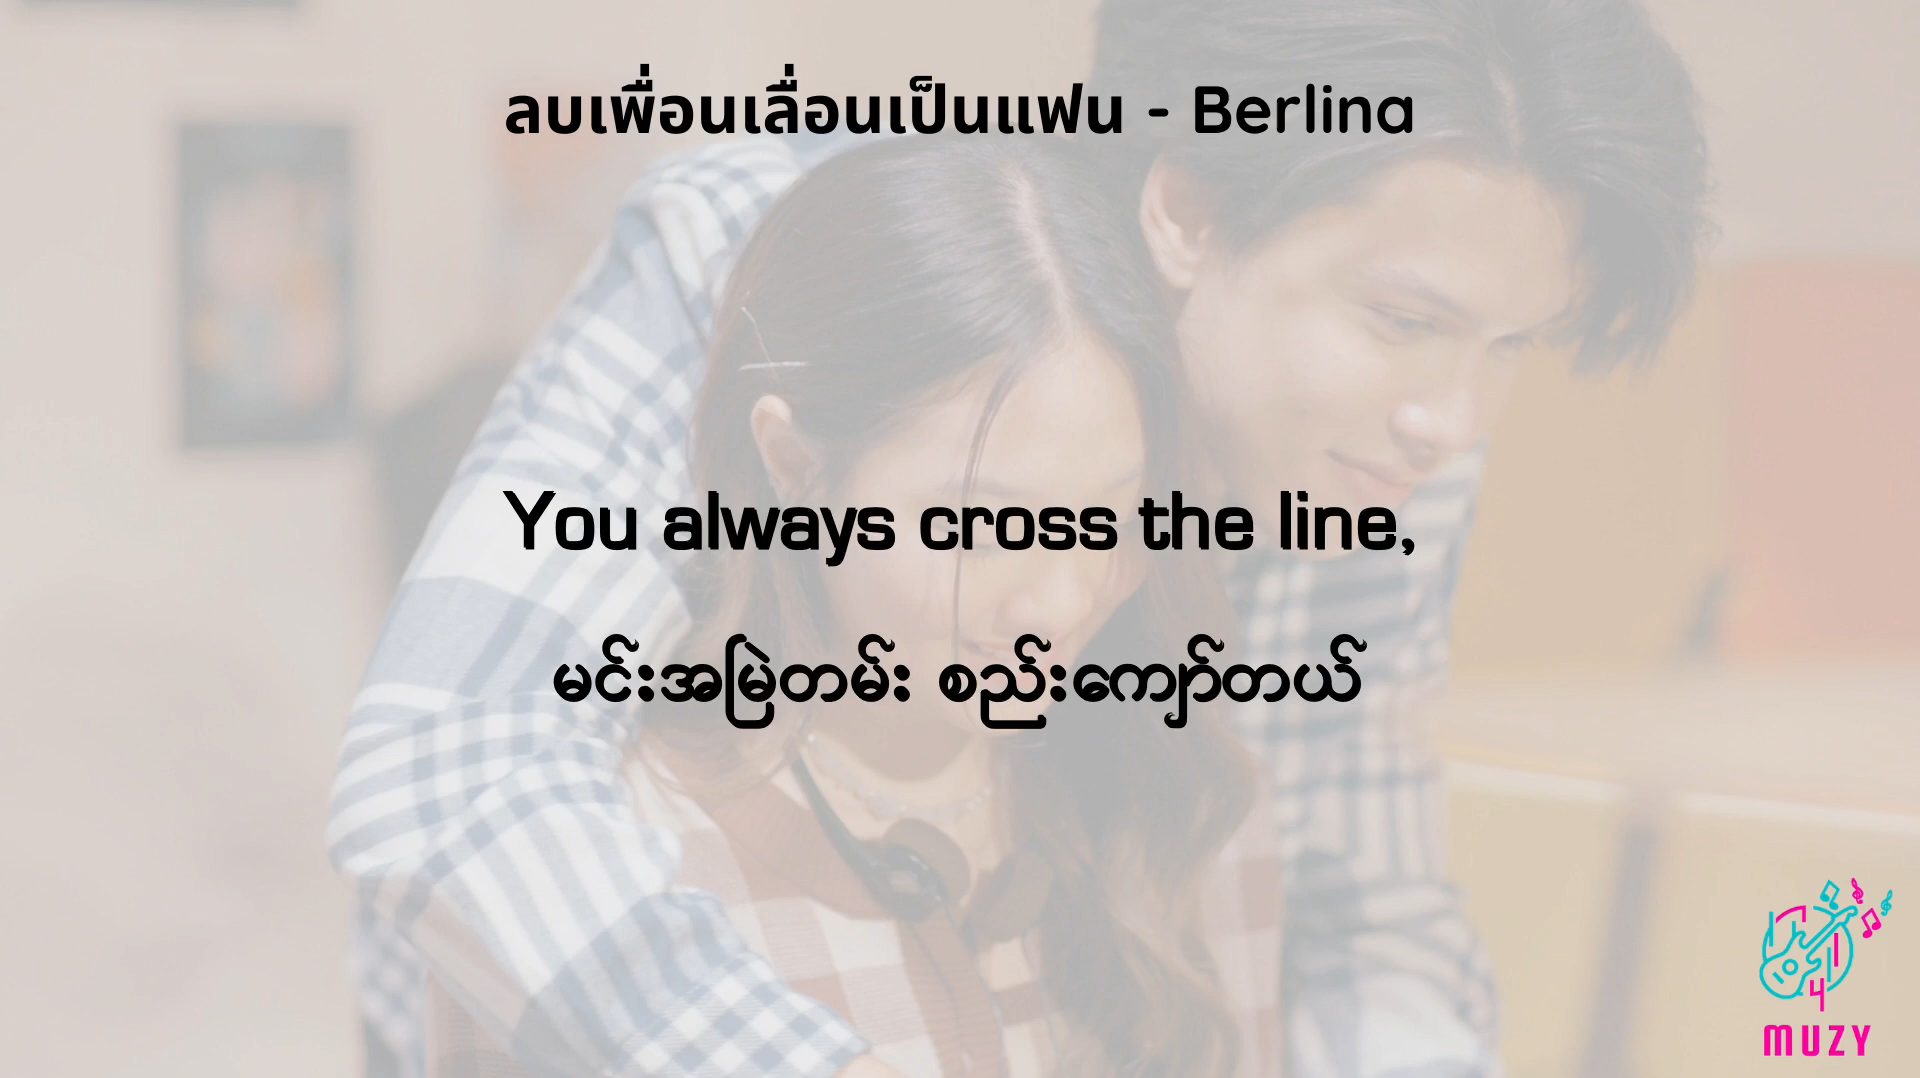 ลบเพื่อนเลื่อนเป็นแฟน - Berlina
You always cross the line,
မင်းအမြဲတမ်း စည်းကျော်တယ်
MUZY